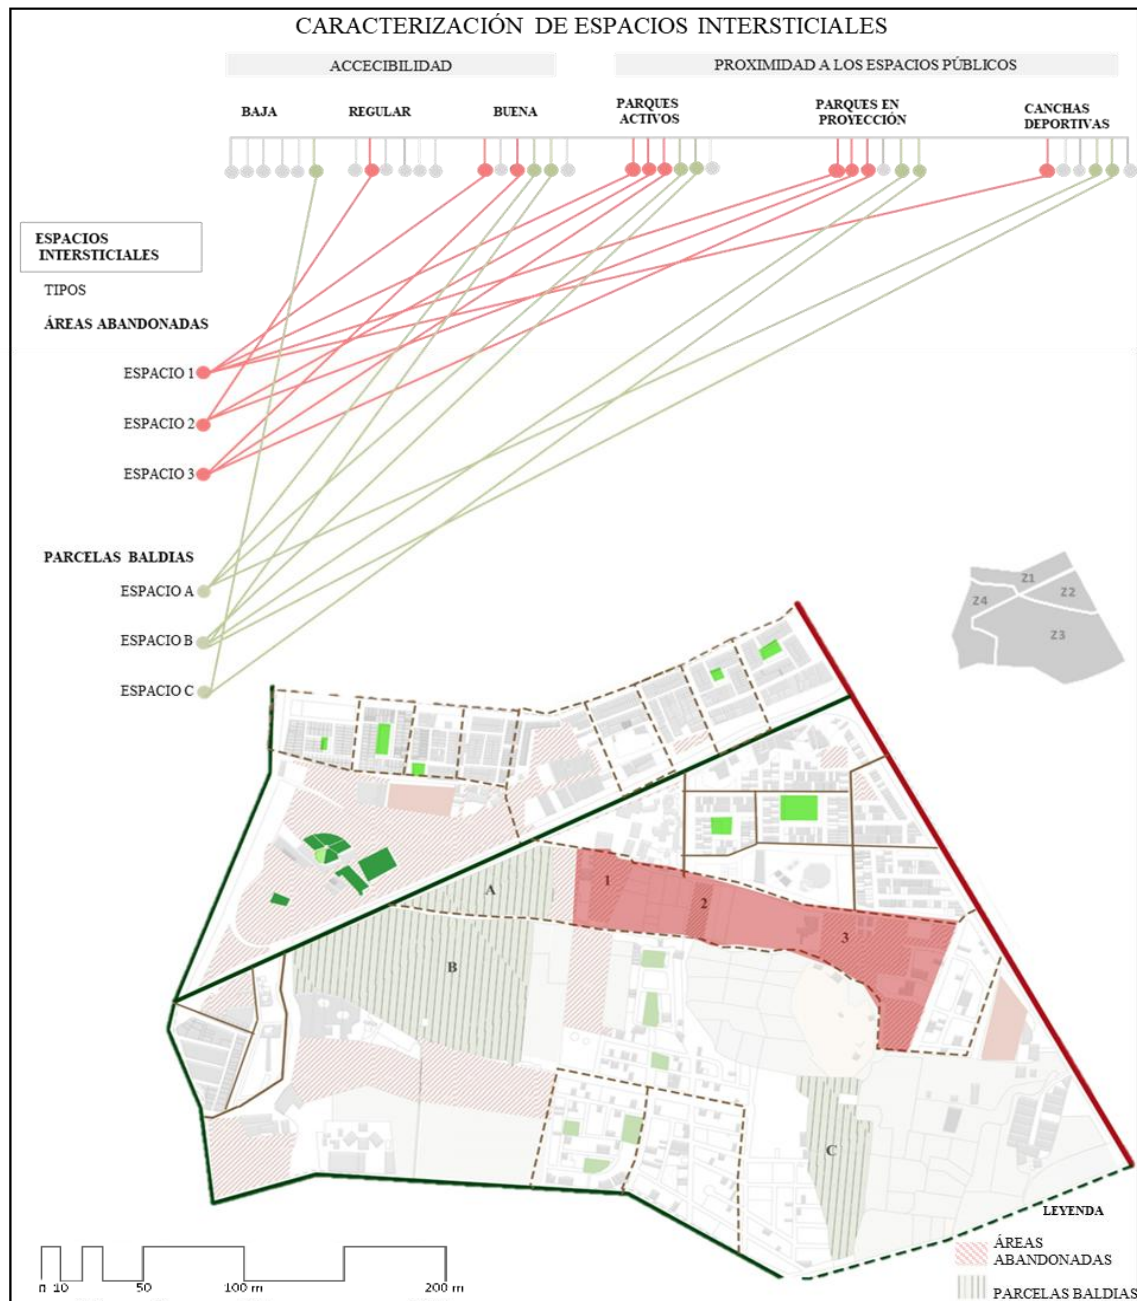 CARACTERIZACIÓN DE ESPACIOS INTERSTICIALES
ACCECIBILIDAD
PROXIMIDAD A LOS ESPACIOS PÚBLICOS
BAJA
REGULAR
BUENA
PARQUES
ACTIVOS
PARQUES EN
PROYECCIÓN
CANCHAS
DEPORTIVAS
ESPACIOS
INTERSTICIALES
TIPOS
ÁREAS ABANDONADAS
ESPACIO 1
ESPACIO 2
ESPACIO 3
PARCELAS BALDIAS
ESPACIO A
ESPACIO B
ESPACIO C
Z1
Z2
Z4
Z3
A
1
2
3
B
C
LEYENDA
ÁREAS
ABANDONADAS
PARCELAS BALDIAS
10
50
100 m
200 m